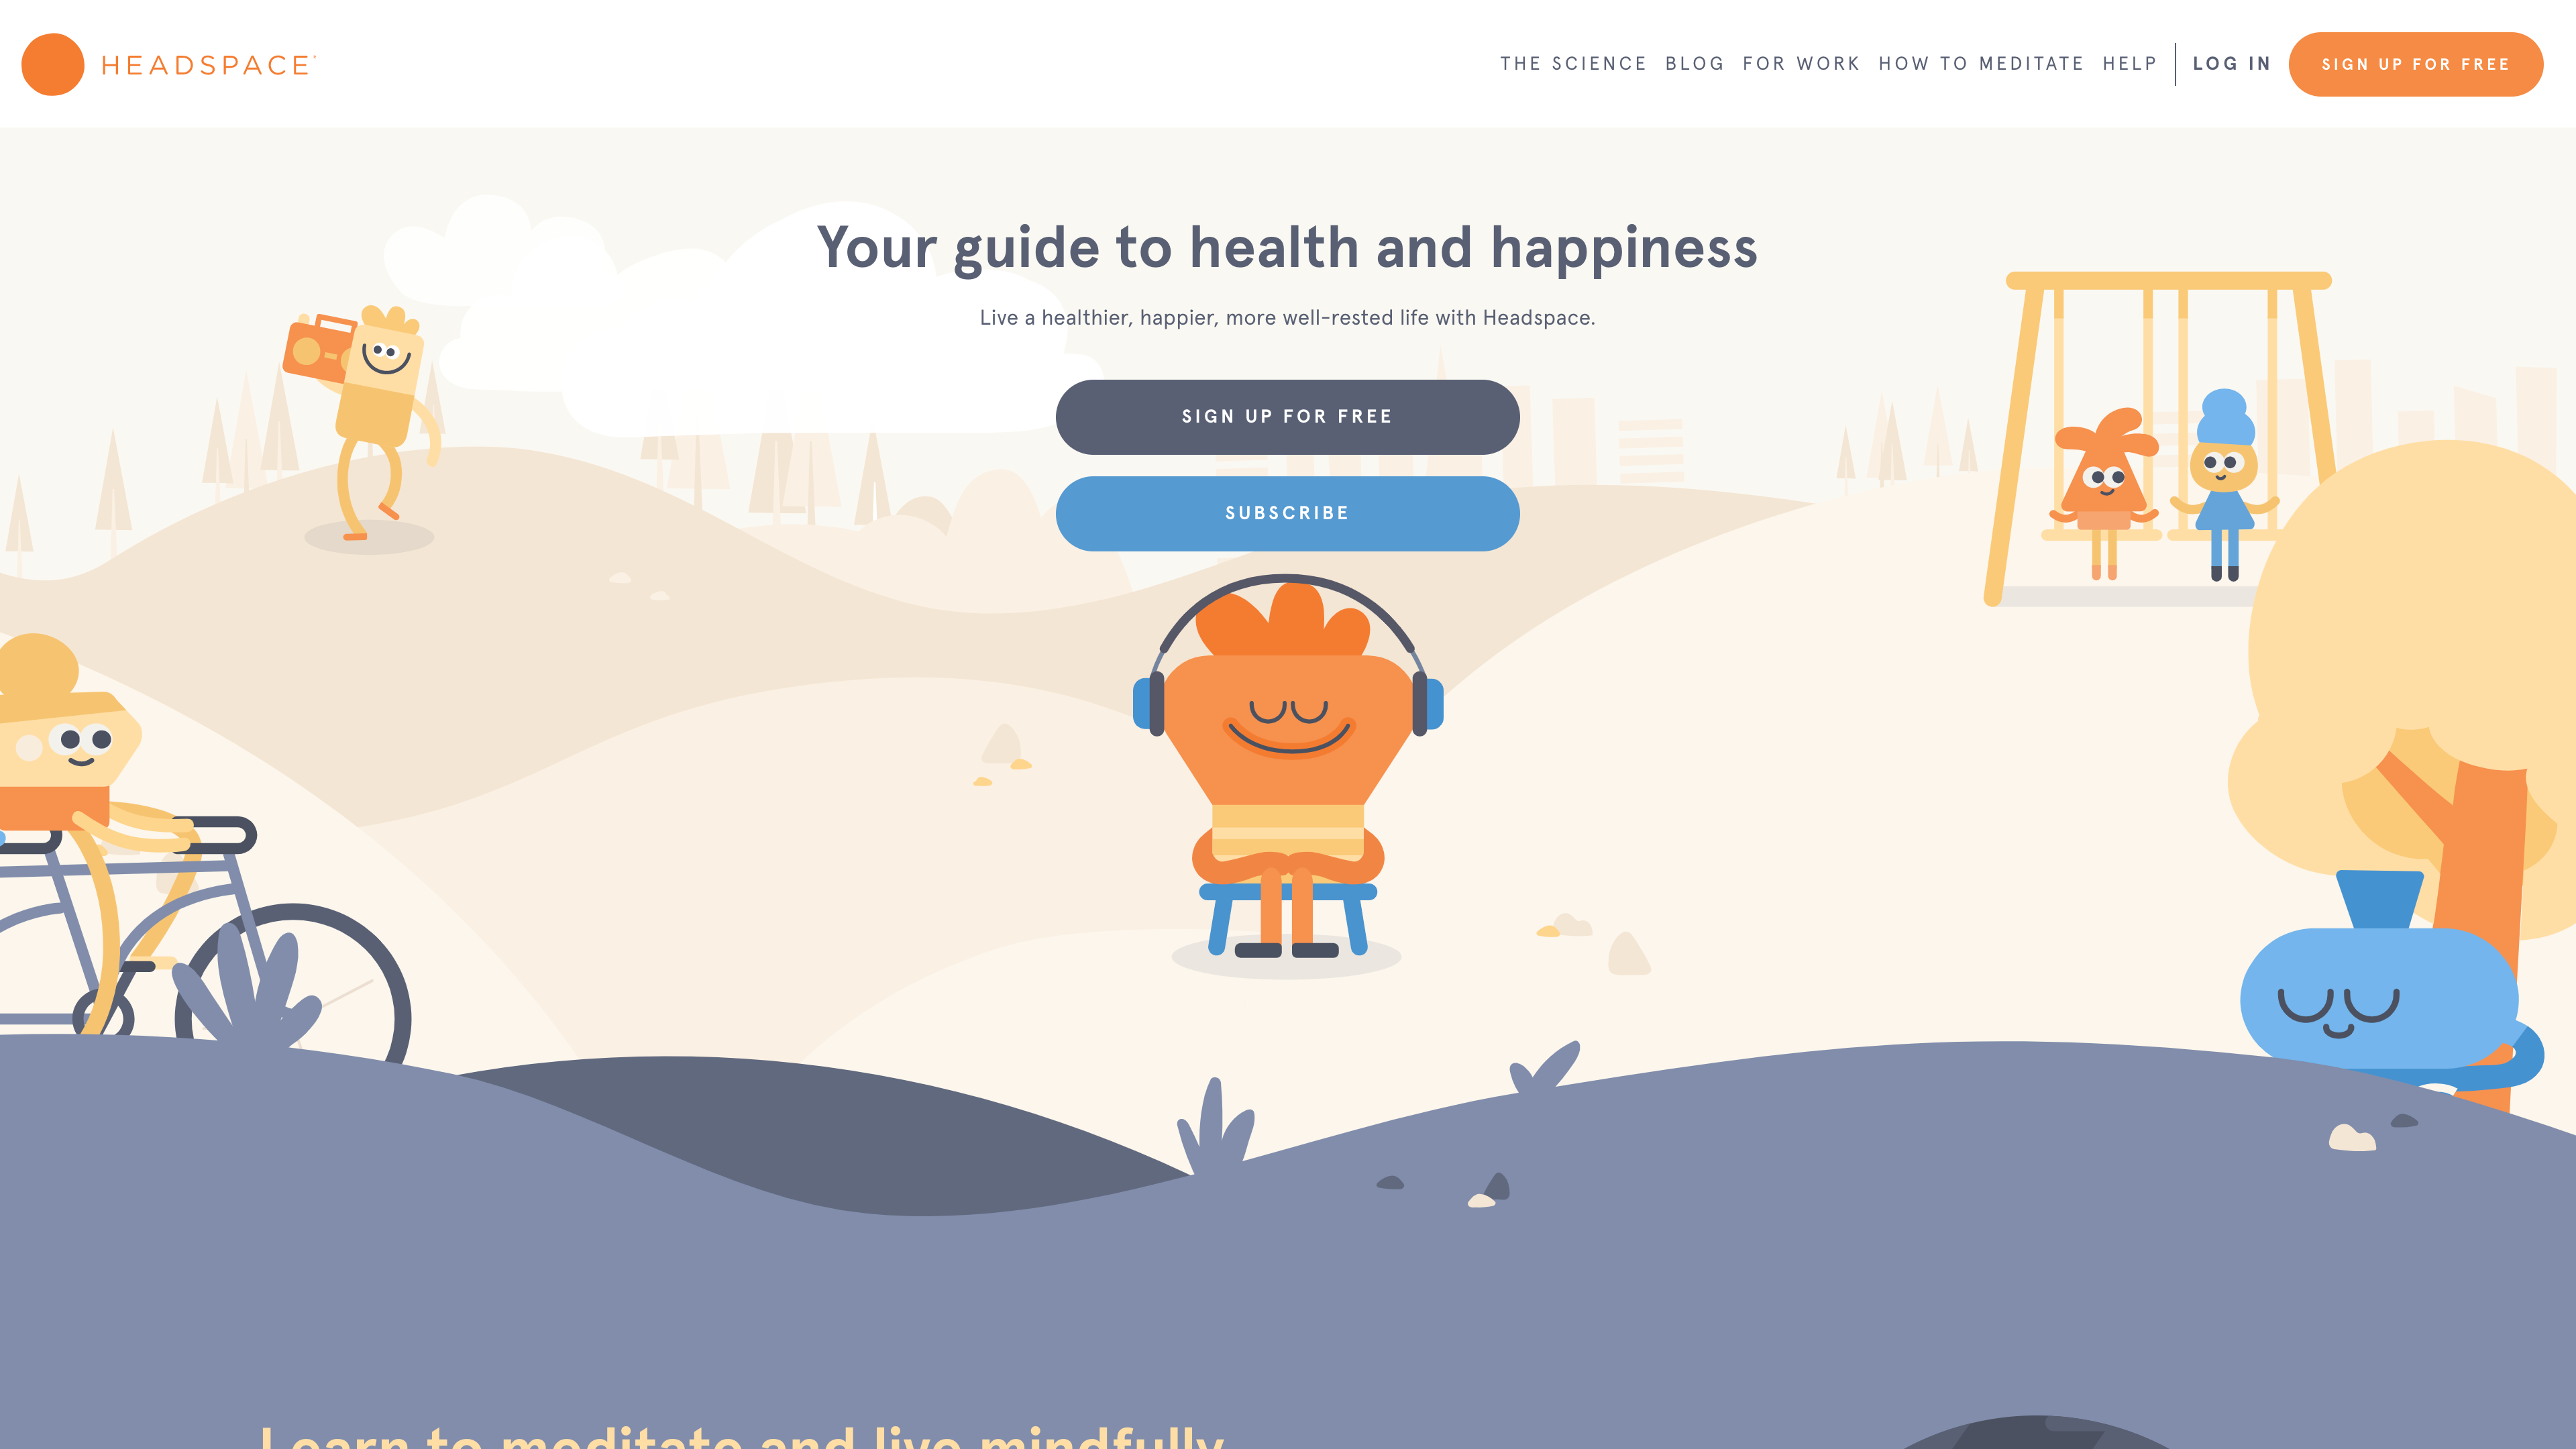 HEADSPACE
THE SCIENCE BLOG FOR WORK HOW TO MEDITATE HELP LOG IN SIGN UP FOR FREE
Your guide to health and happiness
Live a healthier, happier, more well-rested life with Headspace.
SIGN UP FOR FREE
SUBSCRIBE
Learn to meditate and live mindfully